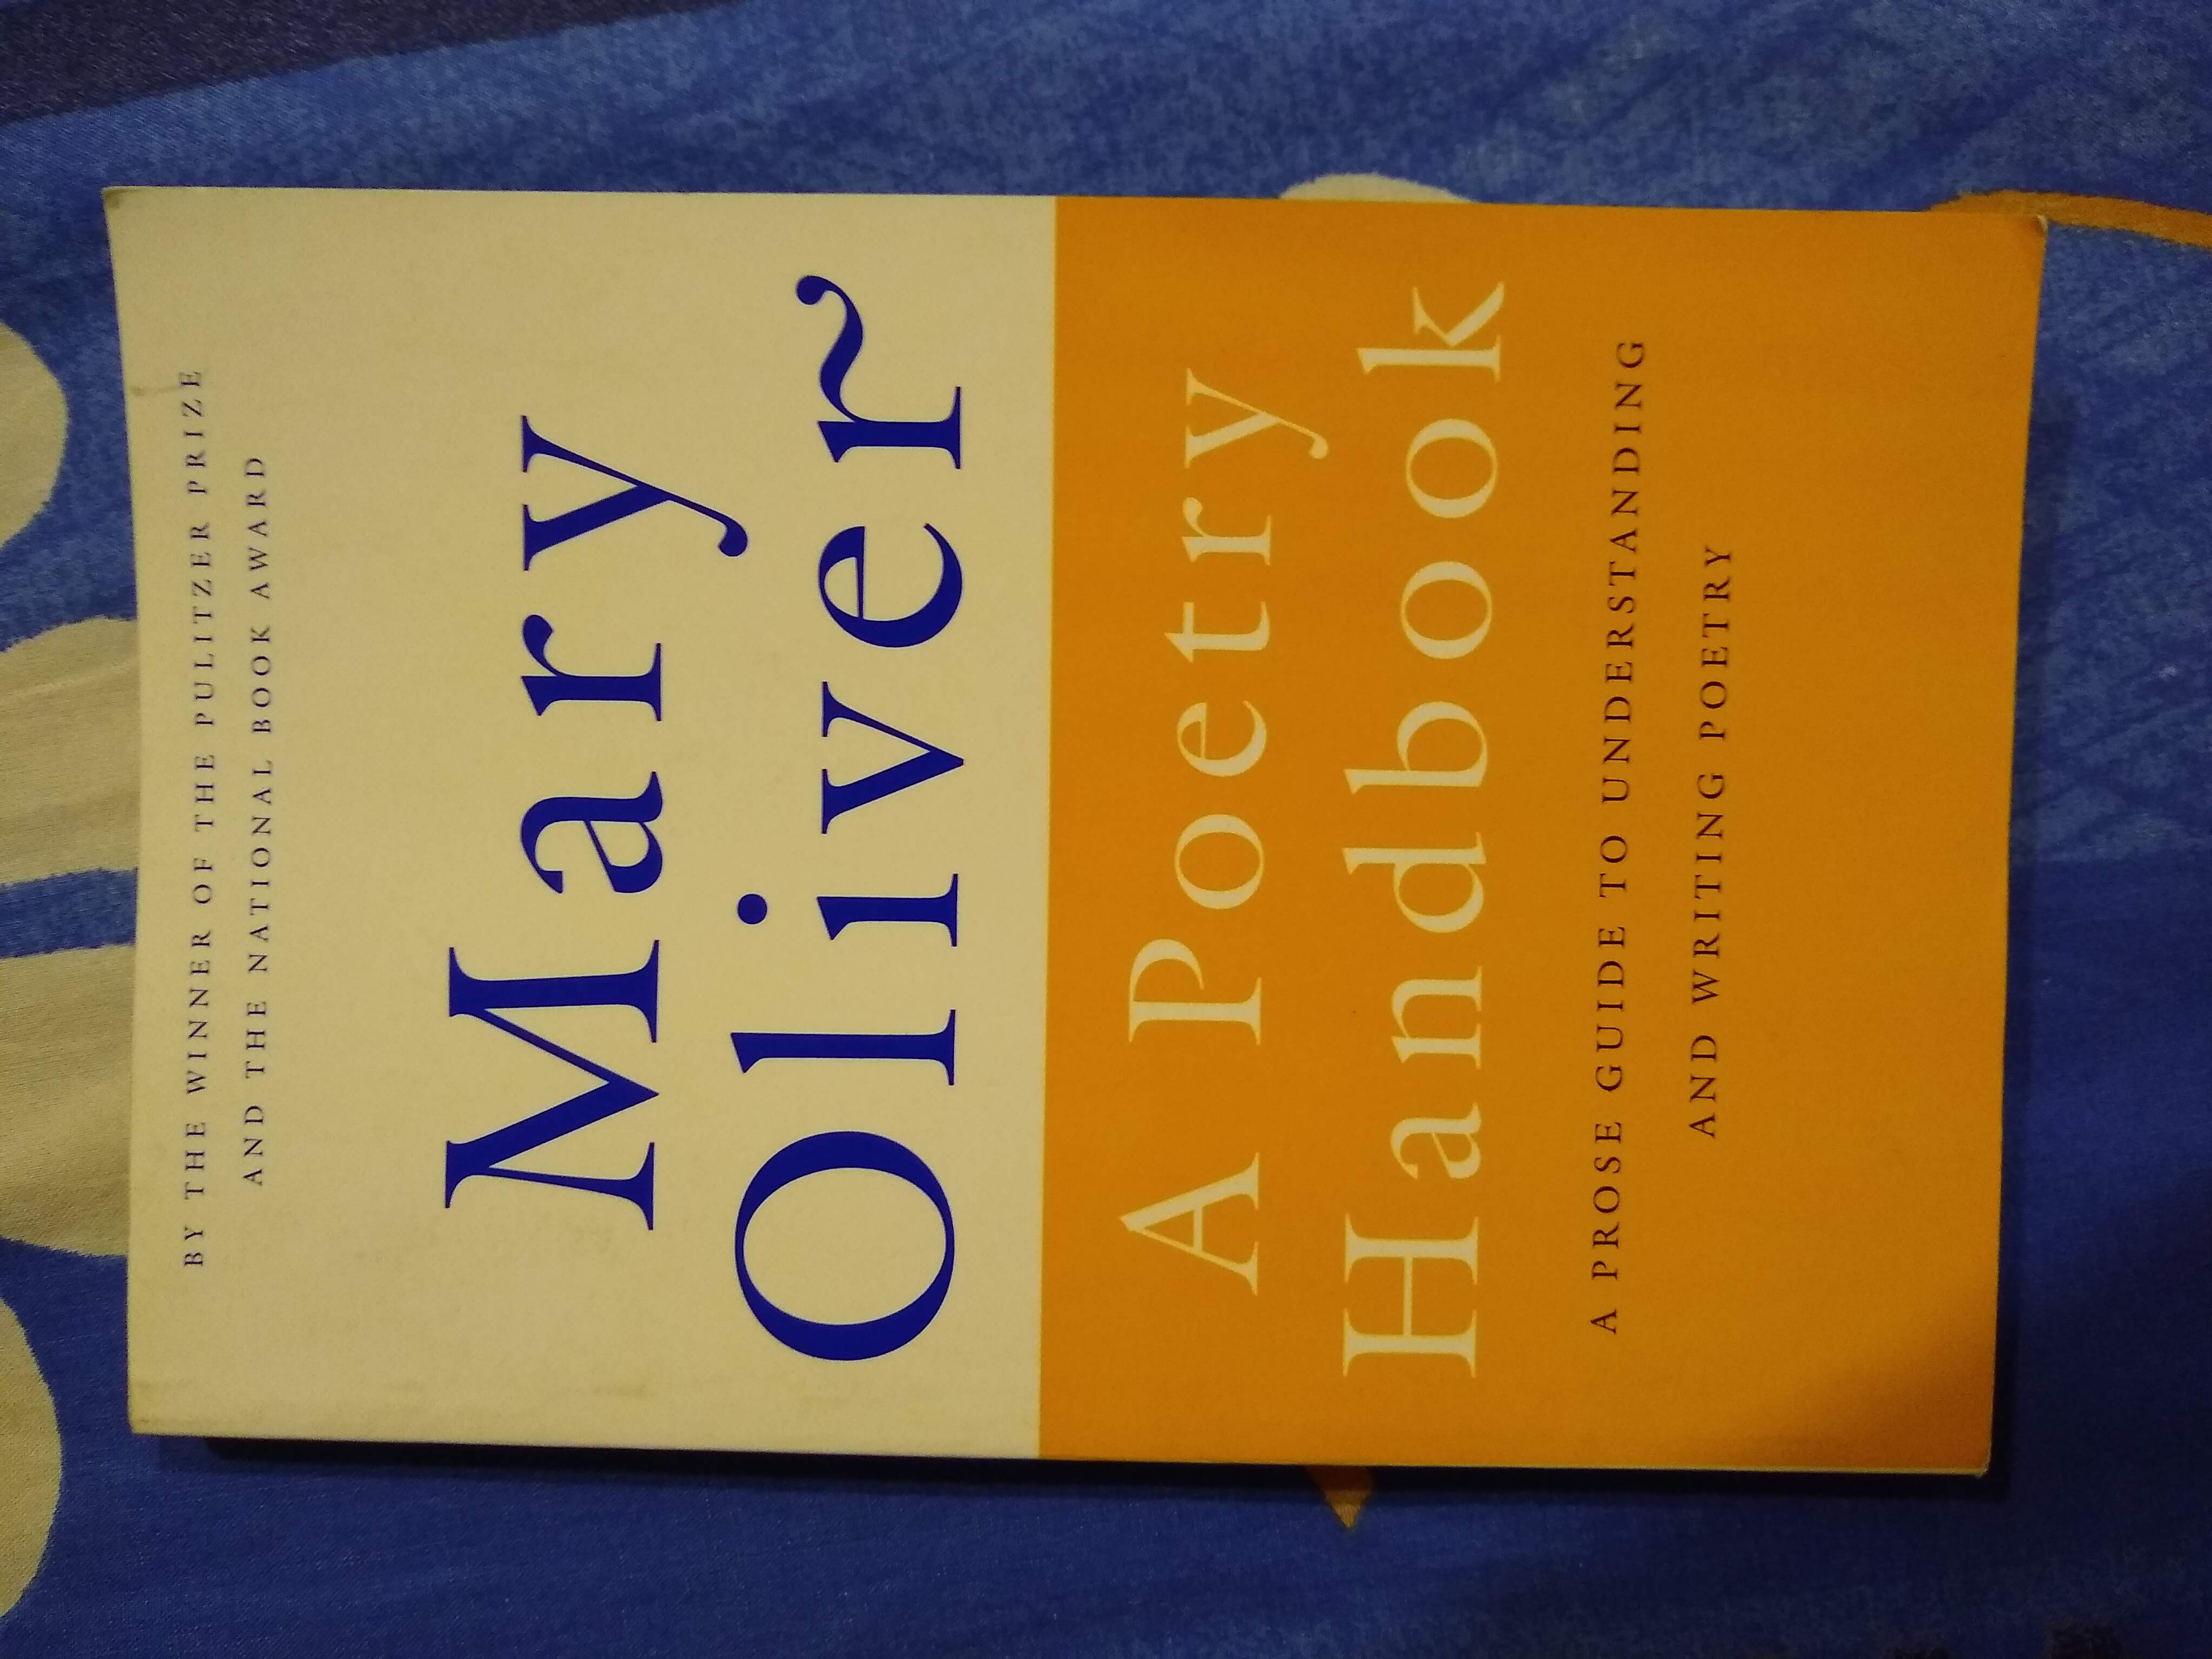 BY THE WINNER OF THE PULITZER PRIZE
AND THE NATIONAL BOOK AWARD
Mary
Oliver
A Poetry
Handbook
A PROSE GUIDE TO UNDERSTANDING
AND WRITING POETRY